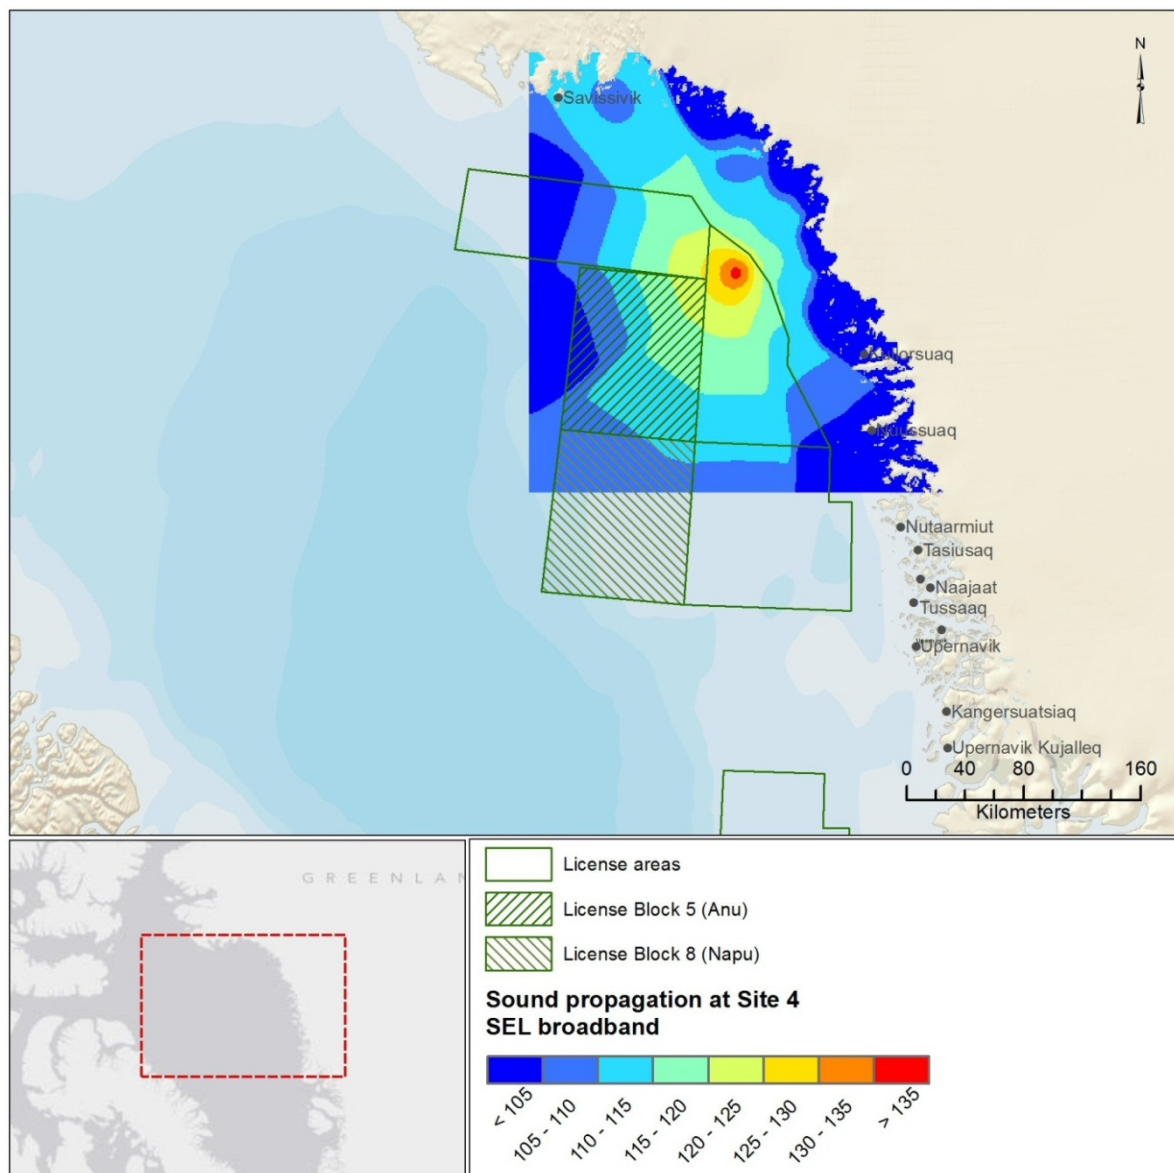 N
Savissivik
Kullorsuaq
Nuussuaq
Nutaarmiut
Tasiusaq
Naajaat
Tussaaq
Upernavik
Kangersuatsiaq
Upernavik Kujalleq
0 40 80 160
Kilometers
GREENLAN
License areas
License Block 5 (Anu)
License Block 8 (Napu)
Sound propagation at Site 4
SEL broadband
< 105
105 - 110
110 - 115
115 - 120
120 - 125
125 - 130
130 - 135
> 135